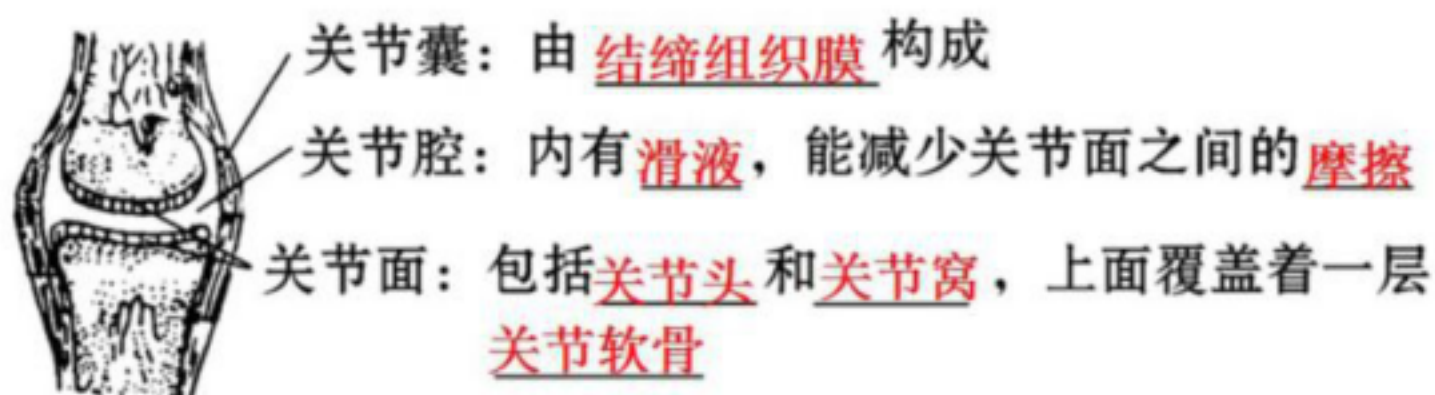 关节囊：由结缔组织膜构成
关节腔：内有滑液，能减少关节面之间的摩擦
关节面：包括关节头和关节窝，上面覆盖着一层
关节软骨